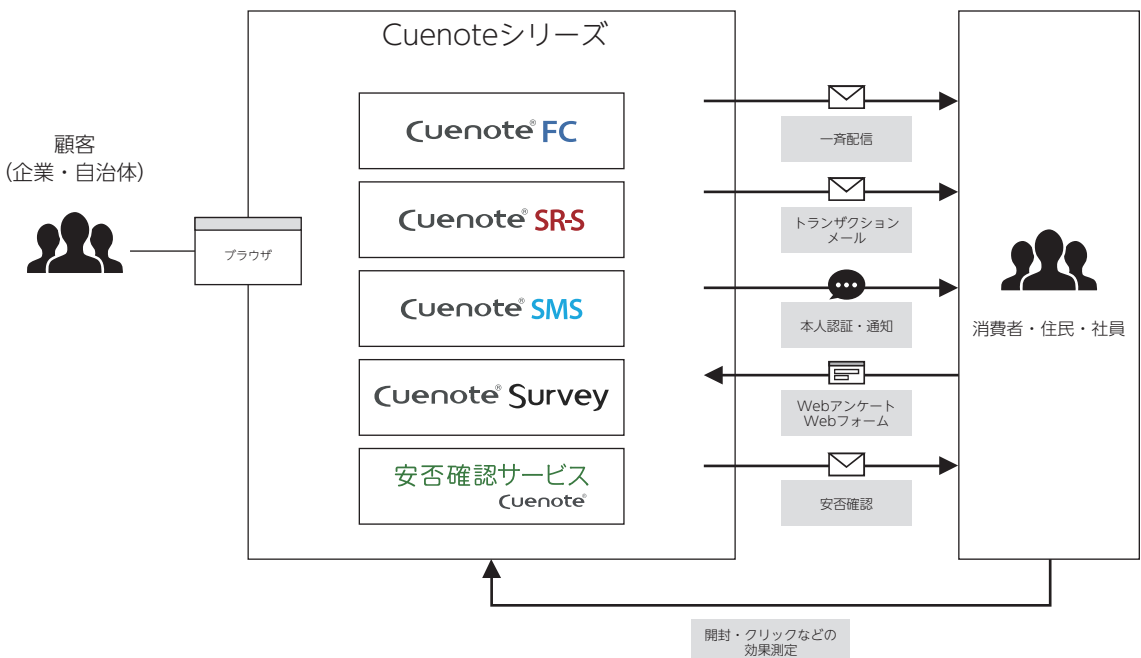 Cuenoteシリーズ
顧客
(企業・自治体)
ブラウザ
Cuenote® FC
Cuenote® SR-S
Cuenote® SMS
Cuenote® Survey
安否確認サービス
Cuenote®
一斉配信
トランザクション
メール
本人認証・通知
Webアンケート
Webフォーム
安否確認
消費者・住民・社員
開封・クリックなどの
効果測定